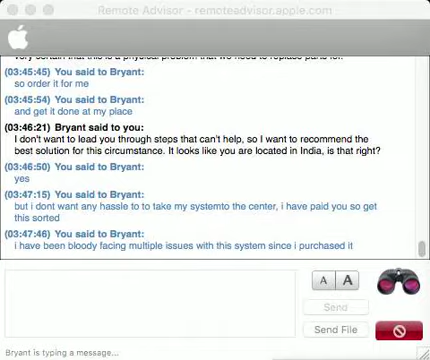 Remote Advisor - remoteadvisor.apple.com
very certain that this is a physical problem that we need to replace parts for.
(03:45:45) You said to Bryant:
so order it for me
(03:45:54) You said to Bryant:
and get it done at my place
(03:46:21) Bryant said to you:
I don't want to lead you through steps that can't help, so I want to recommend the
best solution for this circumstance. It looks like you are located in India, is that right?
(03:46:50) You said to Bryant:
yes
(03:47:15) You said to Bryant:
but i dont want any hassle to to take my systemto the center, i have paid you so get
this sorted
(03:47:46) You said to Bryant:
i have been bloody facing multiple issues with this system since i purchased it
A A
Send
Send File
Bryant is typing a message...